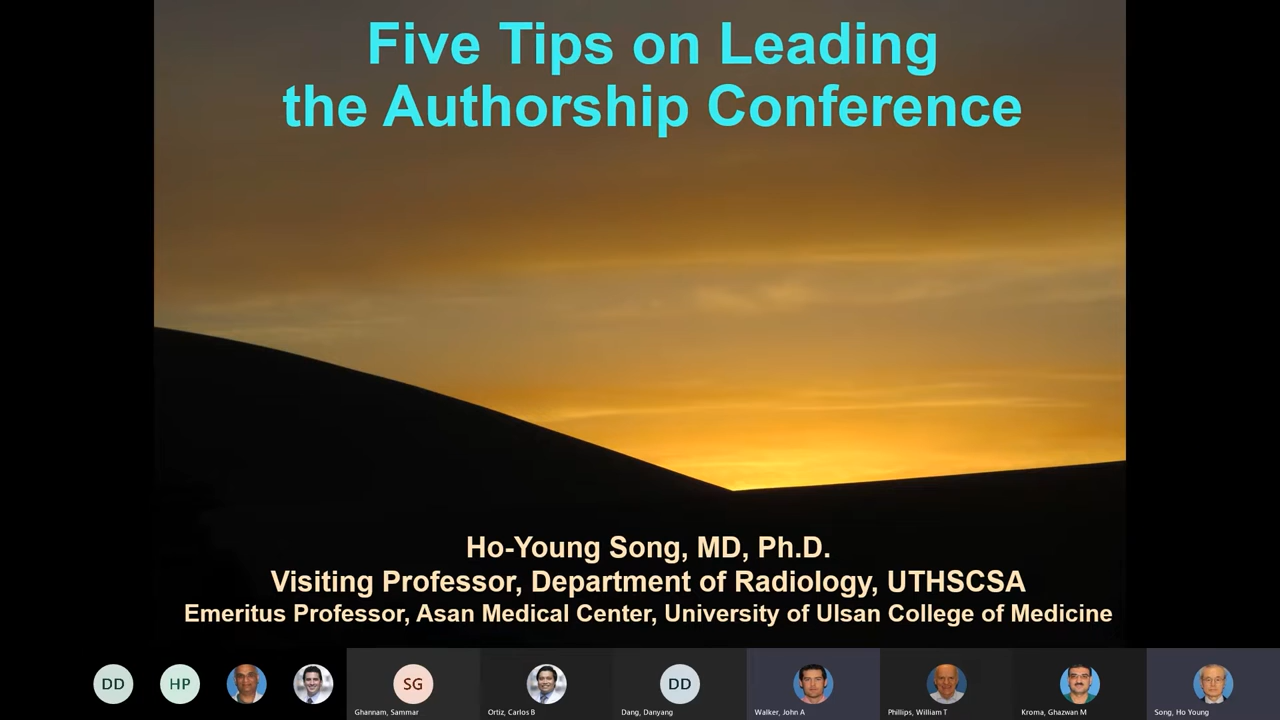 Five Tips on Leading
the Authorship Conference
Ho-Young Song, MD, Ph.D.
Visiting Professor, Department of Radiology, UTHSCSA
Emeritus Professor, Asan Medical Center, University of Ulsan College of Medicine
DD
HP
SG
DD
Ghannam, Sammar
Ortiz, Carlos B
Dang, Danyang
Walker, John A
Phillips, William T
Kroma, Ghazwan M
Song, Ho Young